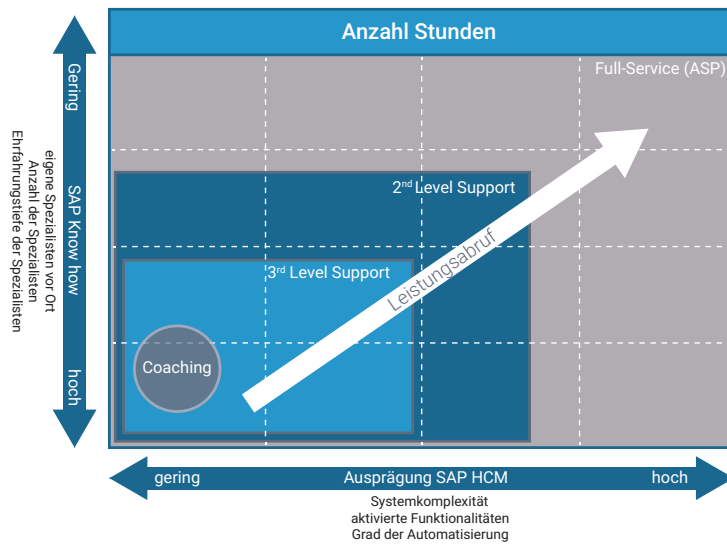 Anzahl Stunden
Full-Service (ASP)
2nd Level Support
3rd Level Support
Leistungsabruf
Coaching
Gering
SAP Know how
hoch
eigene Spezialisten vor Ort
Anzahl der Spezialisten
Ehrfahrungstiefe der Spezialisten
gering
Ausprägung SAP HCM
hoch
Systemkomplexität
aktivierte Funktionalitäten
Grad der Automatisierung